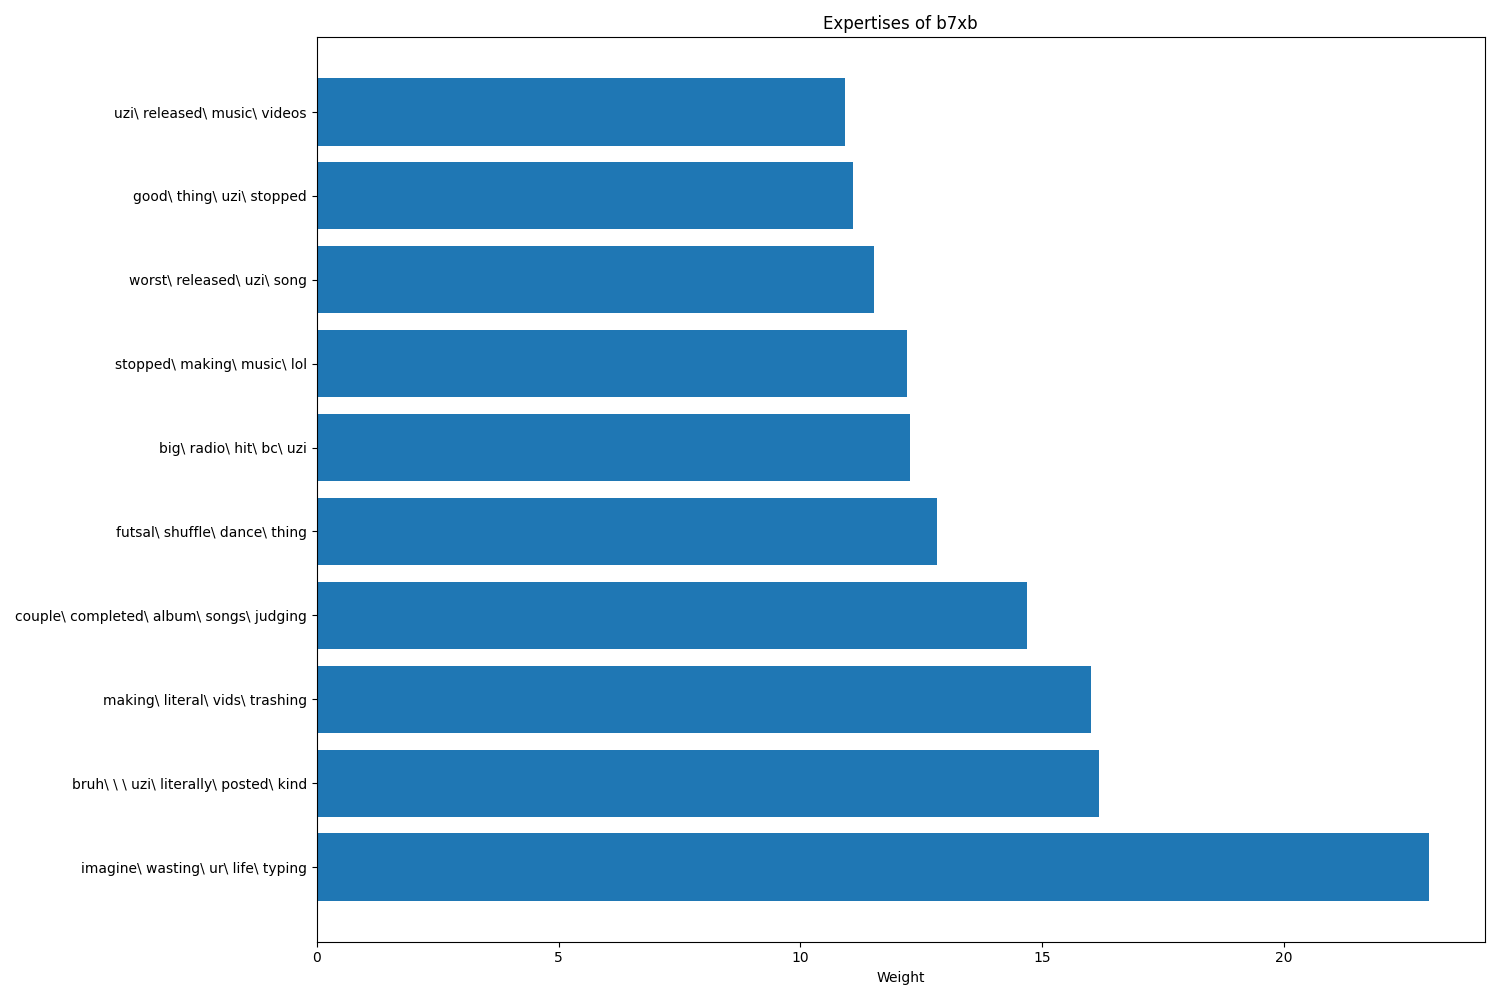 Expertises of b7xb
uzi\ released\ music\ videos
good\ thing\ uzi\ stopped
worst\ released\ uzi\ song
stopped\ making\ music\ lol
big\ radio\ hit\ bc\ uzi
futsal\ shuffle\ dance\ thing
couple\ completed\ album\ songs\ judging
making\ literal\ vids\ trashing
bruh\ \ \ uzi\ literally\ posted\ kind
imagine\ wasting\ ur\ life\ typing
0 5 10 15 20
Weight